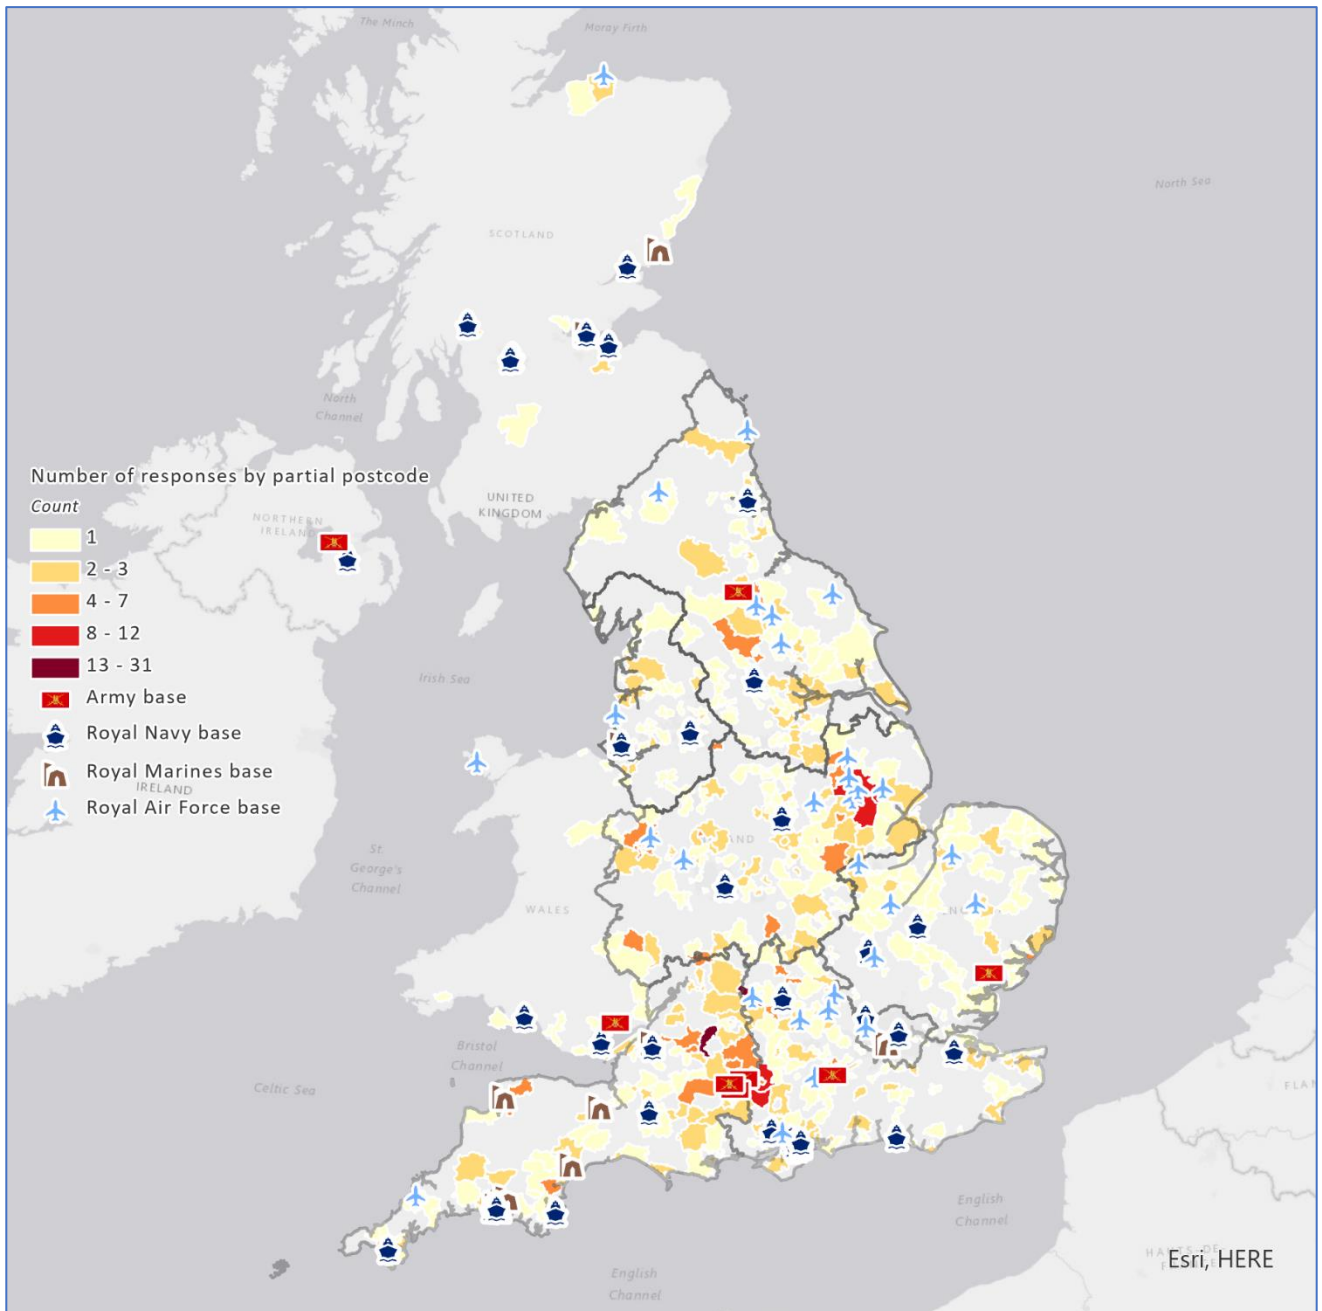 The Minch
Moray Firth
North Sea
SCOTLAND
North
Channel
Number of responses by partial postcode
Count
UNITED
KINGDOM
NORTHERN
IRELAND
1
2 - 3
4 - 7
8 - 12
13 - 31
Army base
Royal Navy base
Royal Marines base
IRELAND
Royal Air Force base
Irish Sea
St.
George's
Channel
WALES
Bristol
Channel
Celtic Sea
English
Channel
English
Channel
Esri, HERE